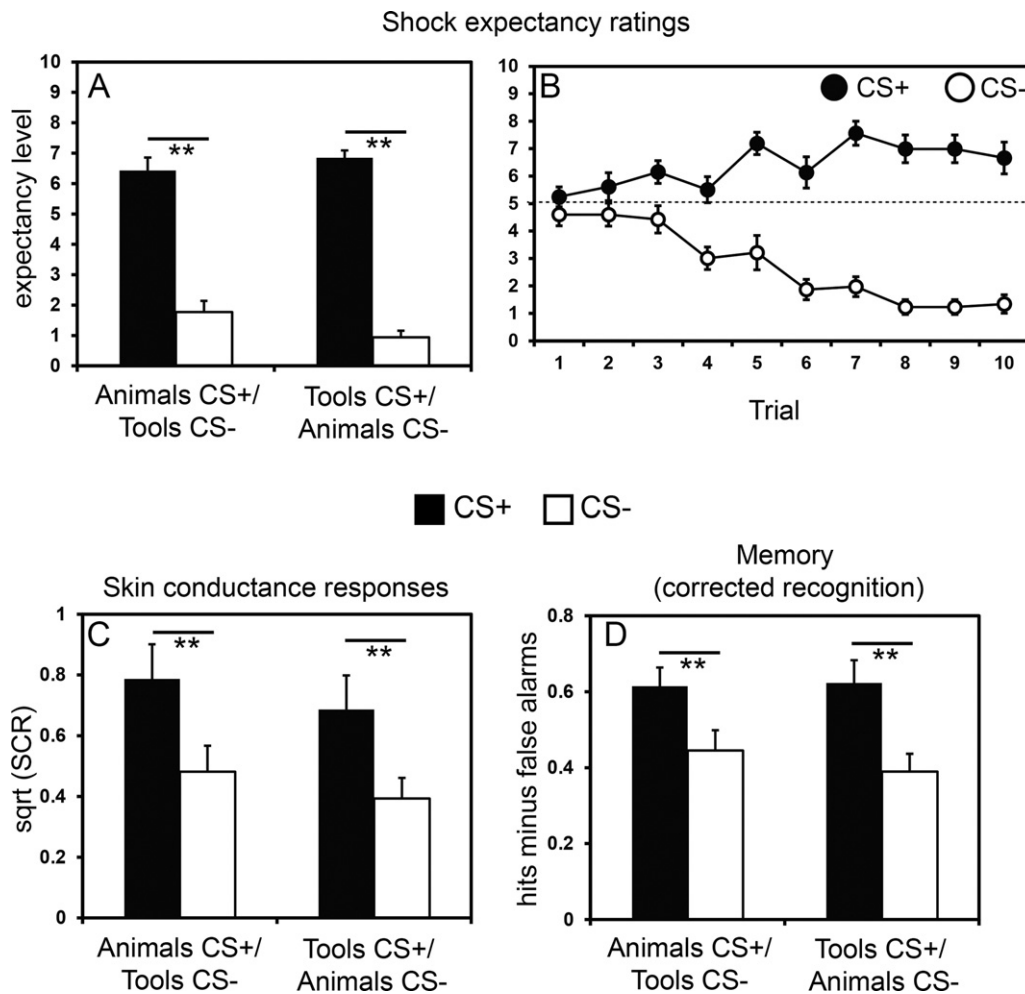 Shock expectancy ratings
A
expectancy level
10
9
8
7
6
5
4
3
2
1
0
**
**
Animals CS+/
Tools CS-
Tools CS+/
Animals CS-
B
CS+
CS-
10
9
8
7
6
5
4
3
2
1
0
1 2 3 4 5 6 7 8 9 10
Trial
CS+
CS-
Skin conductance responses
C
sqrt (SCR)
1
0.8
0.6
0.4
0.2
0
**
**
Animals CS+/
Tools CS-
Tools CS+/
Animals CS-
Memory
(corrected recognition)
D
hits minus false alarms
0.8
0.6
0.4
0.2
0
**
**
Animals CS+/
Tools CS-
Tools CS+/
Animals CS-